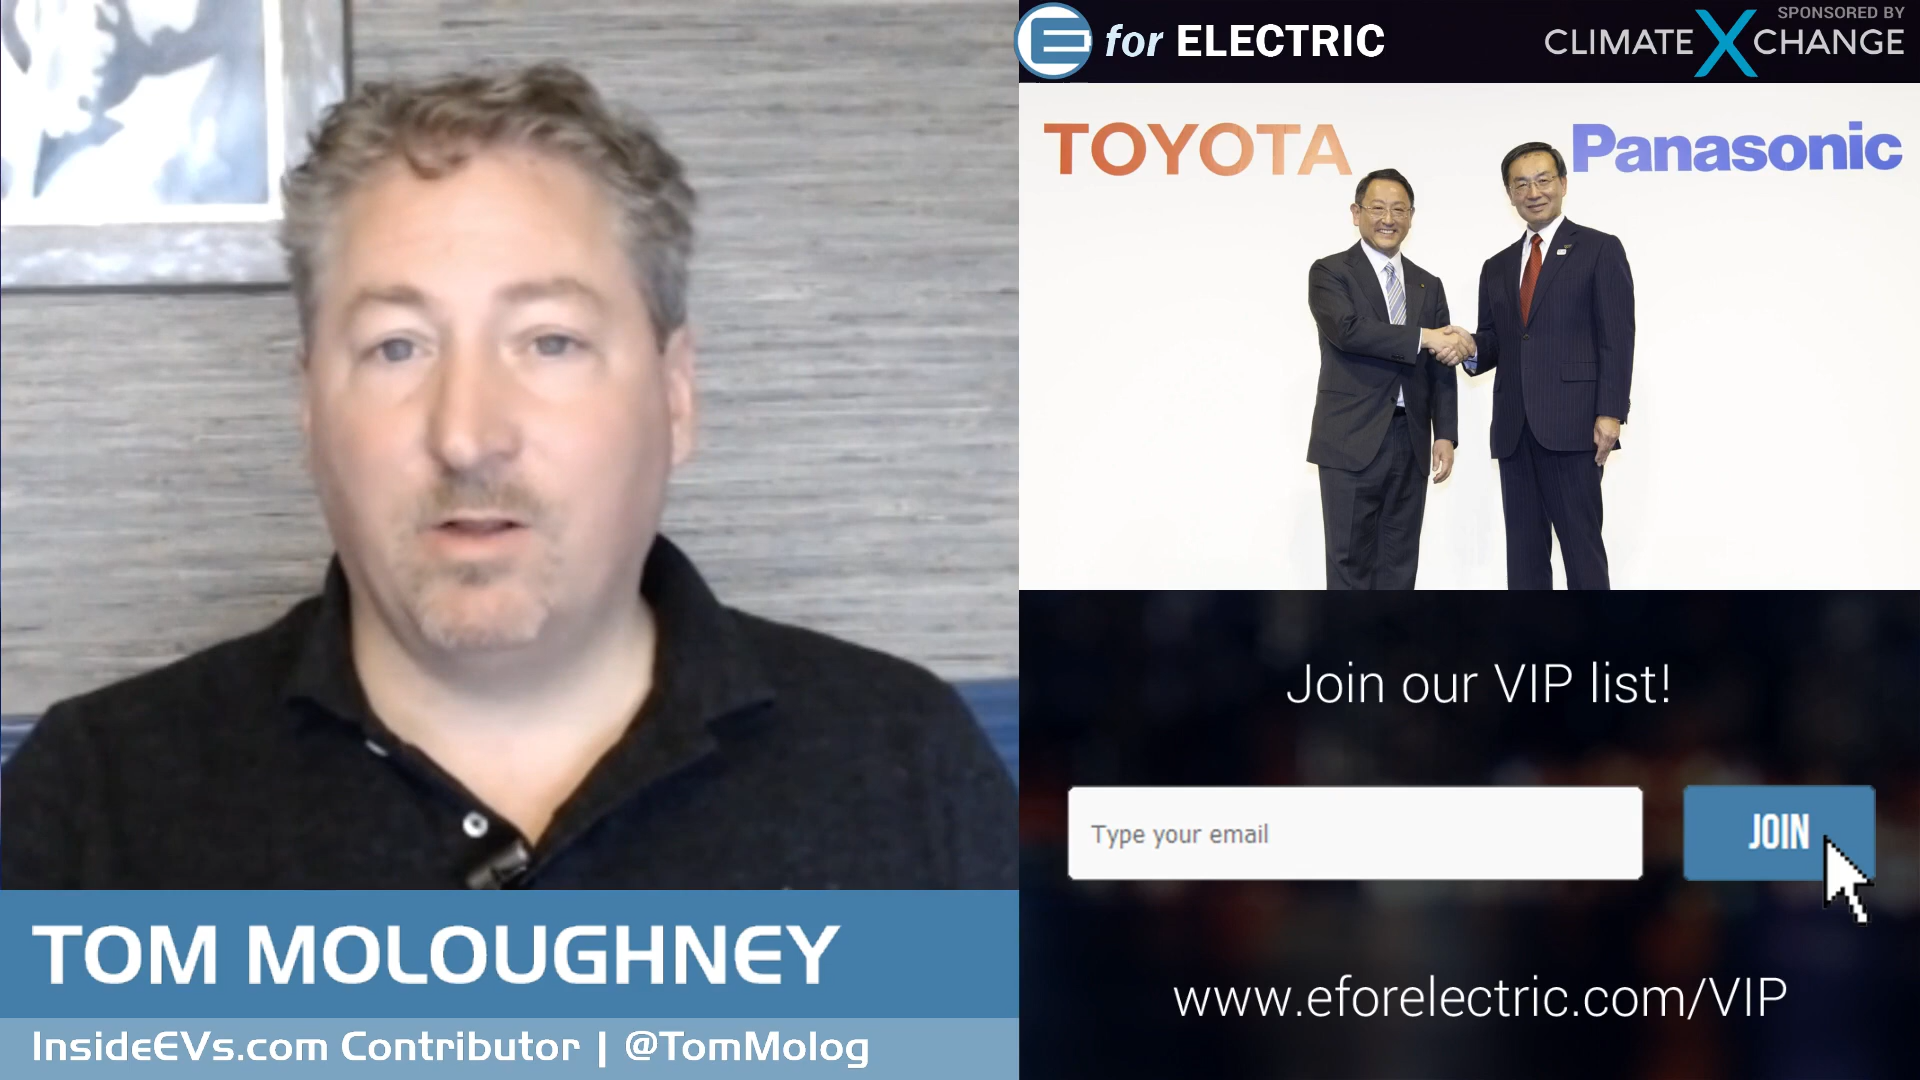 TOM MOLOUGHNEY
InsideEVs.com Contributor | @TomMolog
E for ELECTRIC
SPONSORED BY
CLIMATE XCHANGE
TOYOTA
Panasonic
Join our VIP list!
Type your email
JOIN
www.eforelectric.com/VIP